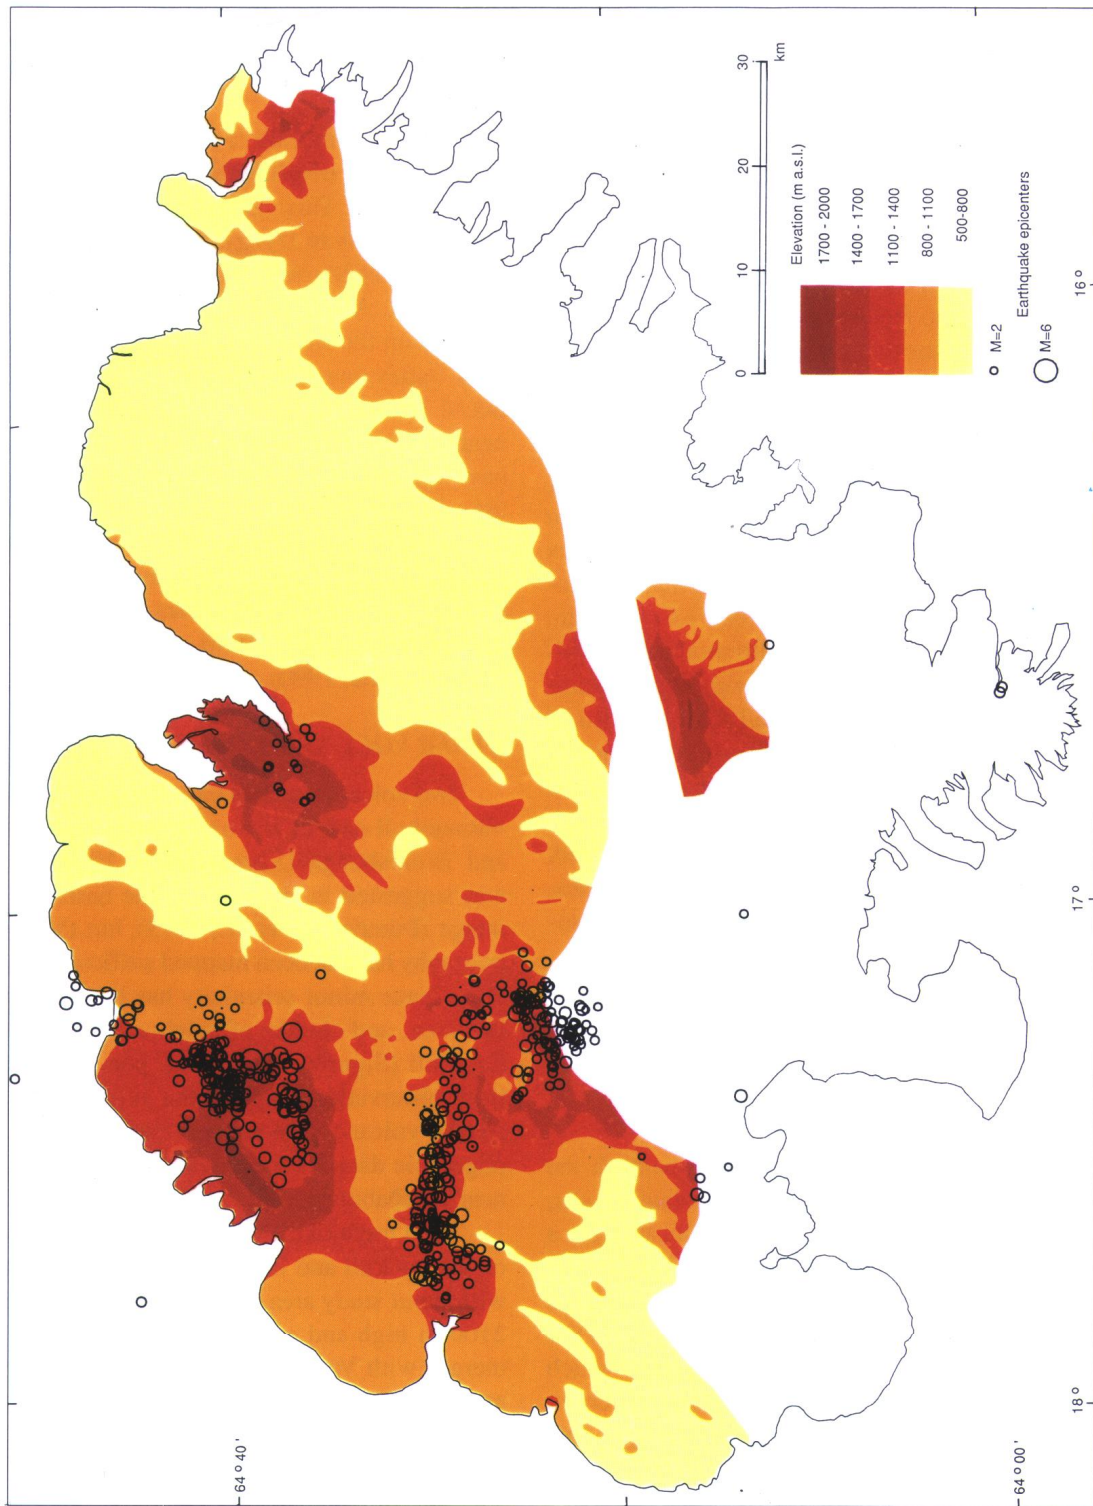 64 o 40 '
64 o 00 '
18 o
17 o
16 o
0 10 20 30
km
Elevation (m a.s.l.)
1700 - 2000
1400 - 1700
1100 - 1400
800 - 1100
500-800
Earthquake epicenters
M=2
M=6